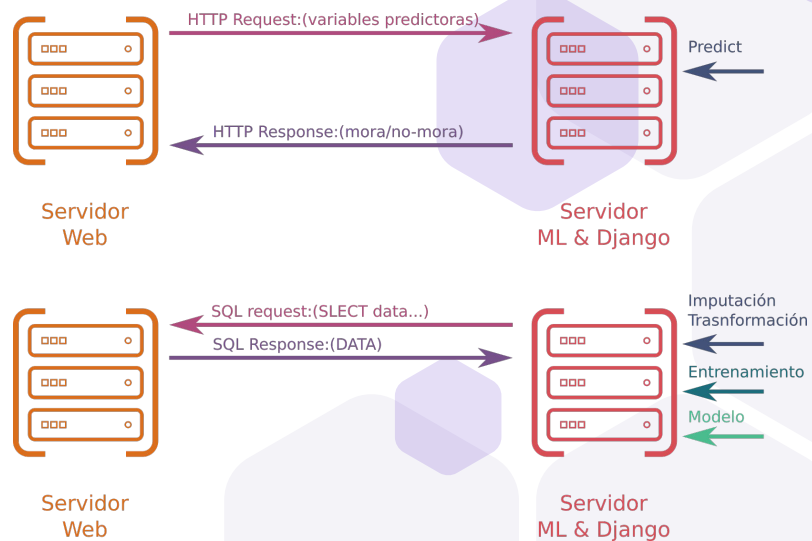 HTTP Request:(variables predictoras)
Predict
HTTP Response:(mora/no-mora)
Servidor
Web
Servidor
ML & Django
SQL request:(SLECT data...)
SQL Response:(DATA)
Imputación
Trasnformación
Entrenamiento
Modelo
Servidor
Web
Servidor
ML & Django